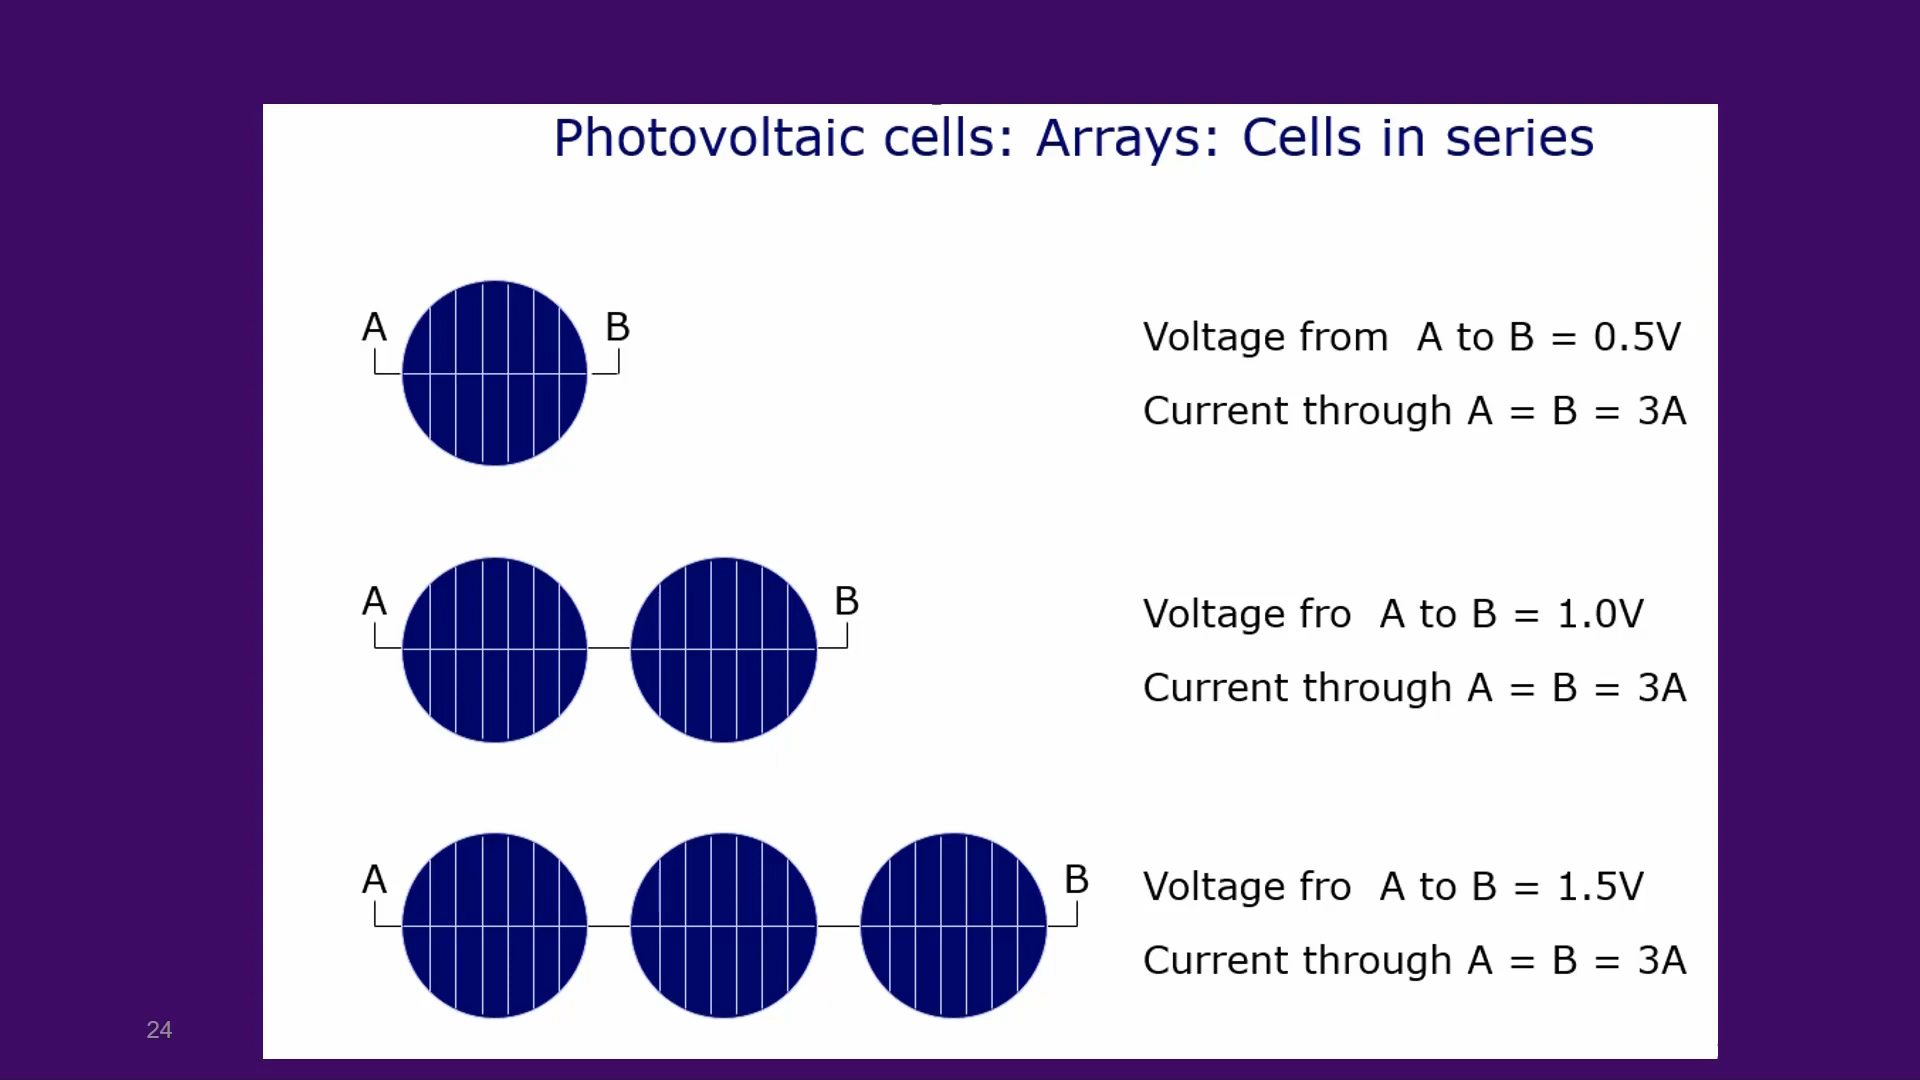 Photovoltaic cells: Arrays: Cells in series
A
B
Voltage from A to B = 0.5V
Current through A = B = 3A
A
B
Voltage fro A to B = 1.0V
Current through A = B = 3A
A
B
Voltage fro A to B = 1.5V
Current through A = B = 3A
24